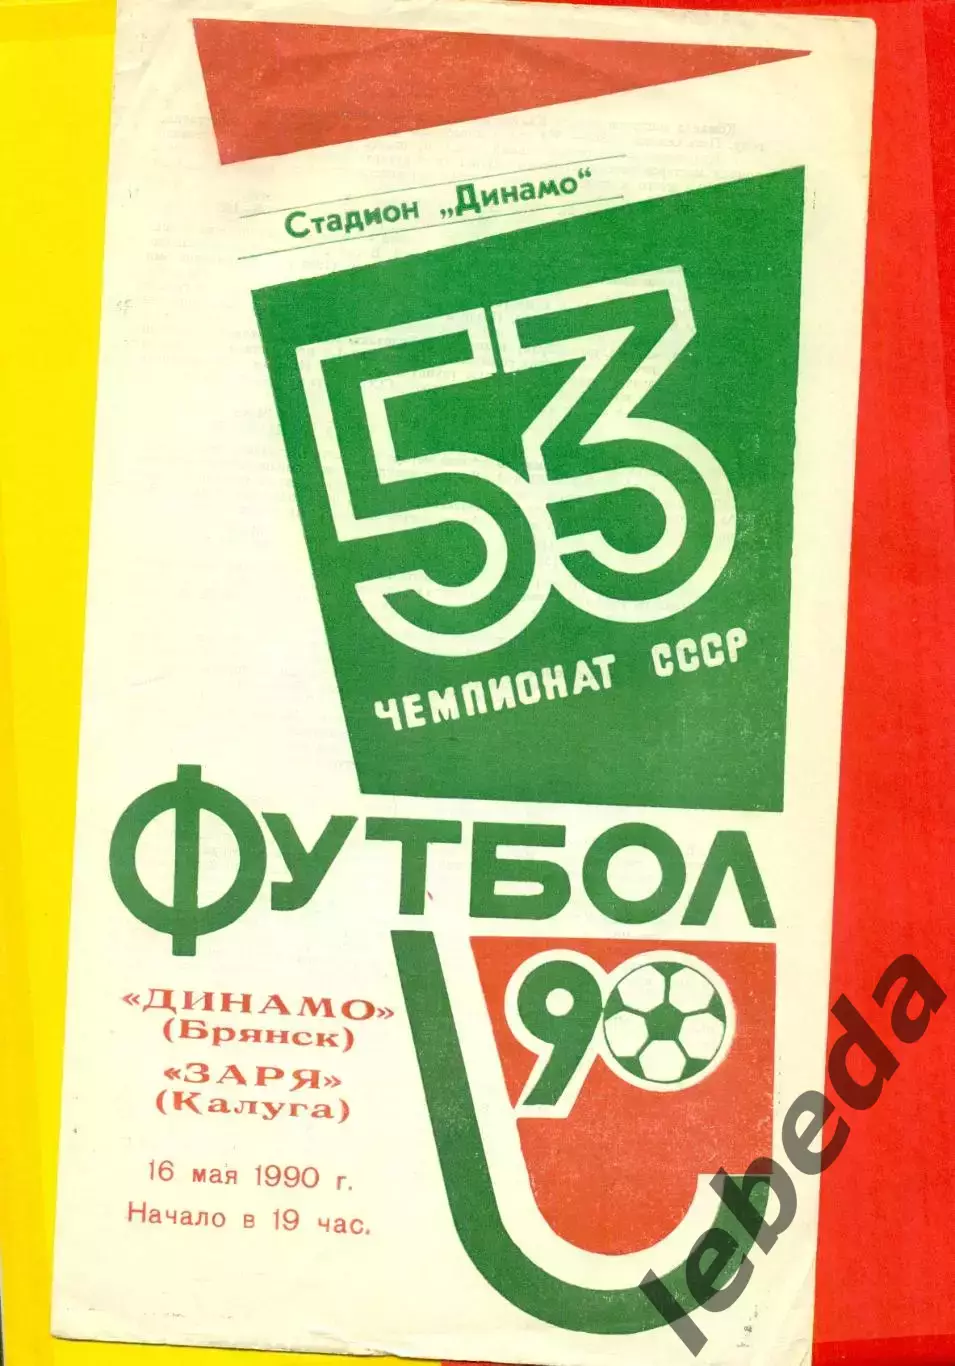 Стадион „Динамо“
53
ЧЕМПИОНАТ СССР
ФУТБОЛ
90
«ДИНАМО»
(Брянск)
«ЗАРЯ»
(Калуга)
16 мая 1990 г.
Начало в 19 час.
lebeda